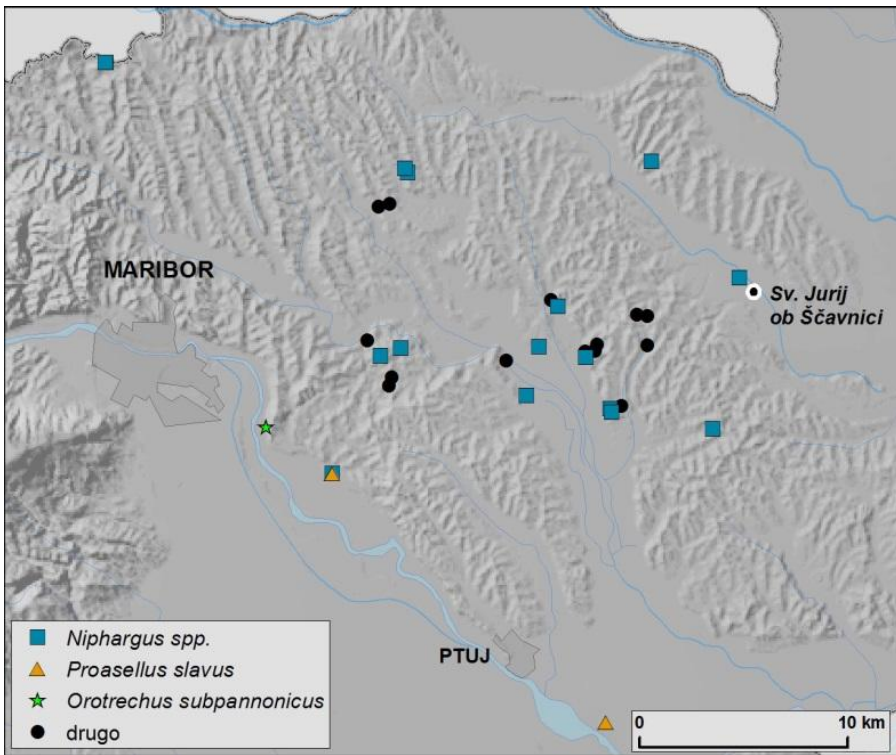 MARIBOR
Sv. Jurij
ob Ščavnici
PTUJ
Niphargus spp.
Proasellus slavus
Orotrechus subpannonicus
drugo
0 10 km